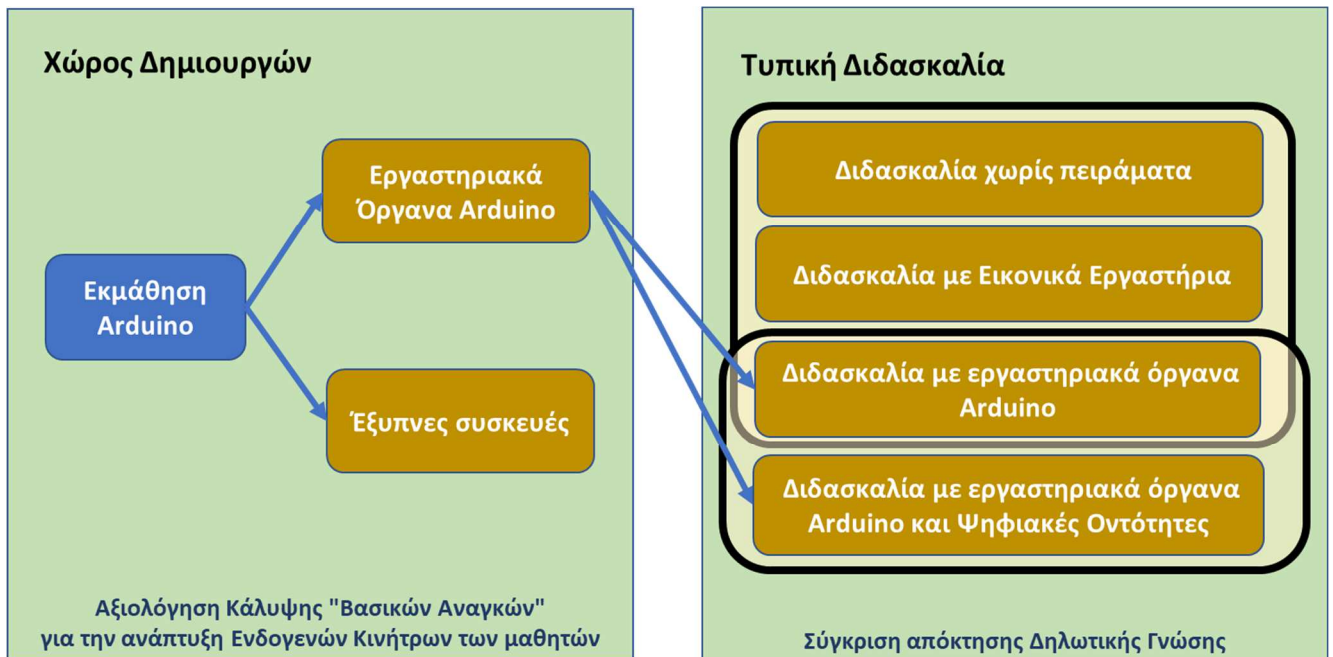 Χώρος Δημιουργών
Εργαστηριακά
Όργανα Arduino
Εκμάθηση
Arduino
Έξυπνες συσκευές
Αξιολόγηση Κάλυψης "Βασικών Αναγκών"
για την ανάπτυξη Ενδογενών Κινήτρων των μαθητών
Τυπική Διδασκαλία
Διδασκαλία χωρίς πειράματα
Διδασκαλία με Εικονικά Εργαστήρια
Διδασκαλία με εργαστηριακά όργανα
Arduino
Διδασκαλία με εργαστηριακά όργανα
Arduino και Ψηφιακές Οντότητες
Σύγκριση απόκτησης Δηλωτικής Γνώσης